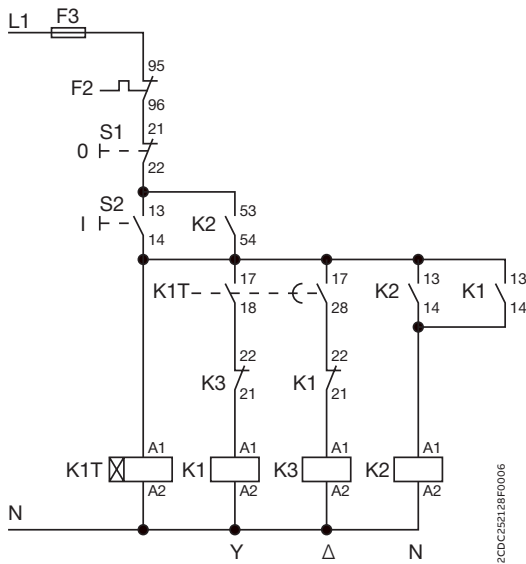 L1 F3
95
F2
96
S1 21
0
22
S2 13 53
I K2
14 54
17 17 13 13
K1T K2 K1
18 28 14 14
22 22
K3 K1
21 21
A1 A1 A1 A1
K1T K1 K3 K2
A2 A2 A2 A2
N
Y Δ N
2CDC252128F0006